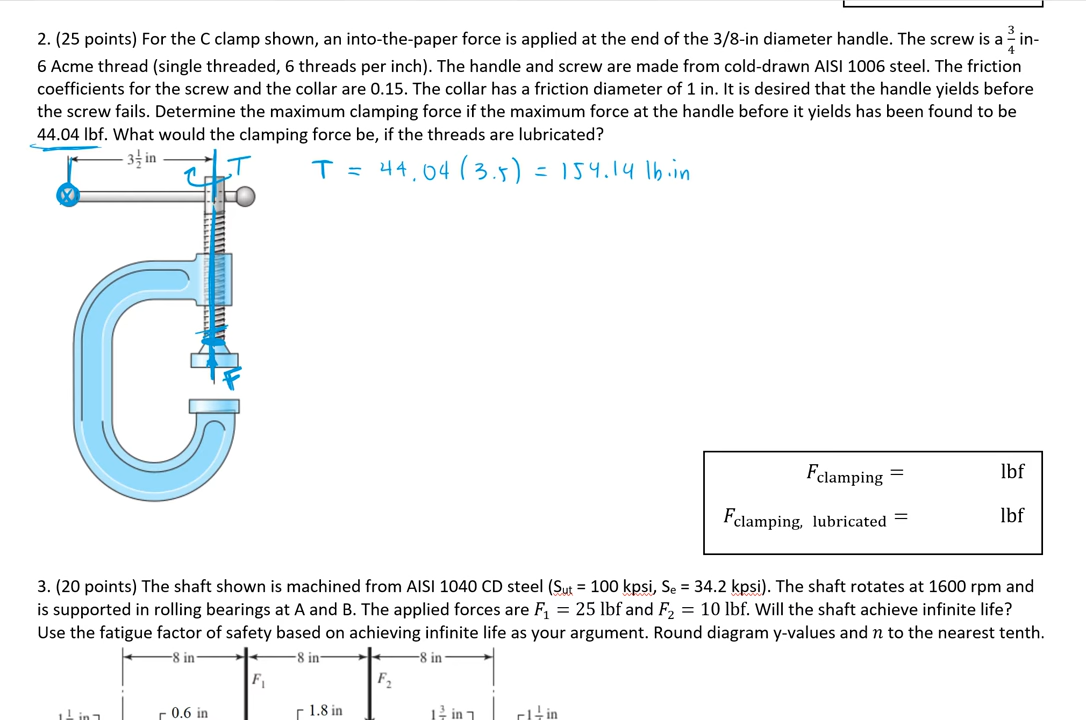 2. (25 points) For the C clamp shown, an into-the-paper force is applied at the end of the 3/8-in diameter handle. The screw is a 3/4 in-
6 Acme thread (single threaded, 6 threads per inch). The handle and screw are made from cold-drawn AISI 1006 steel. The friction
coefficients for the screw and the collar are 0.15. The collar has a friction diameter of 1 in. It is desired that the handle yields before
the screw fails. Determine the maximum clamping force if the maximum force at the handle before it yields has been found to be
44.04 lbf. What would the clamping force be, if the threads are lubricated?
3 1/2 in
T
T = 44.04 (3.5) = 154.14 lb.in
F
F clamping = lbf
F clamping, lubricated = lbf
3. (20 points) The shaft shown is machined from AISI 1040 CD steel (Sut = 100 kpsi, Se = 34.2 kpsi). The shaft rotates at 1600 rpm and
is supported in rolling bearings at A and B. The applied forces are F1 = 25 lbf and F2 = 10 lbf. Will the shaft achieve infinite life?
Use the fatigue factor of safety based on achieving infinite life as your argument. Round diagram y-values and n to the nearest tenth.
8 in 8 in 8 in
F1 F2
0.6 in 1.8 in 1 3/4 in 1 1/4 in